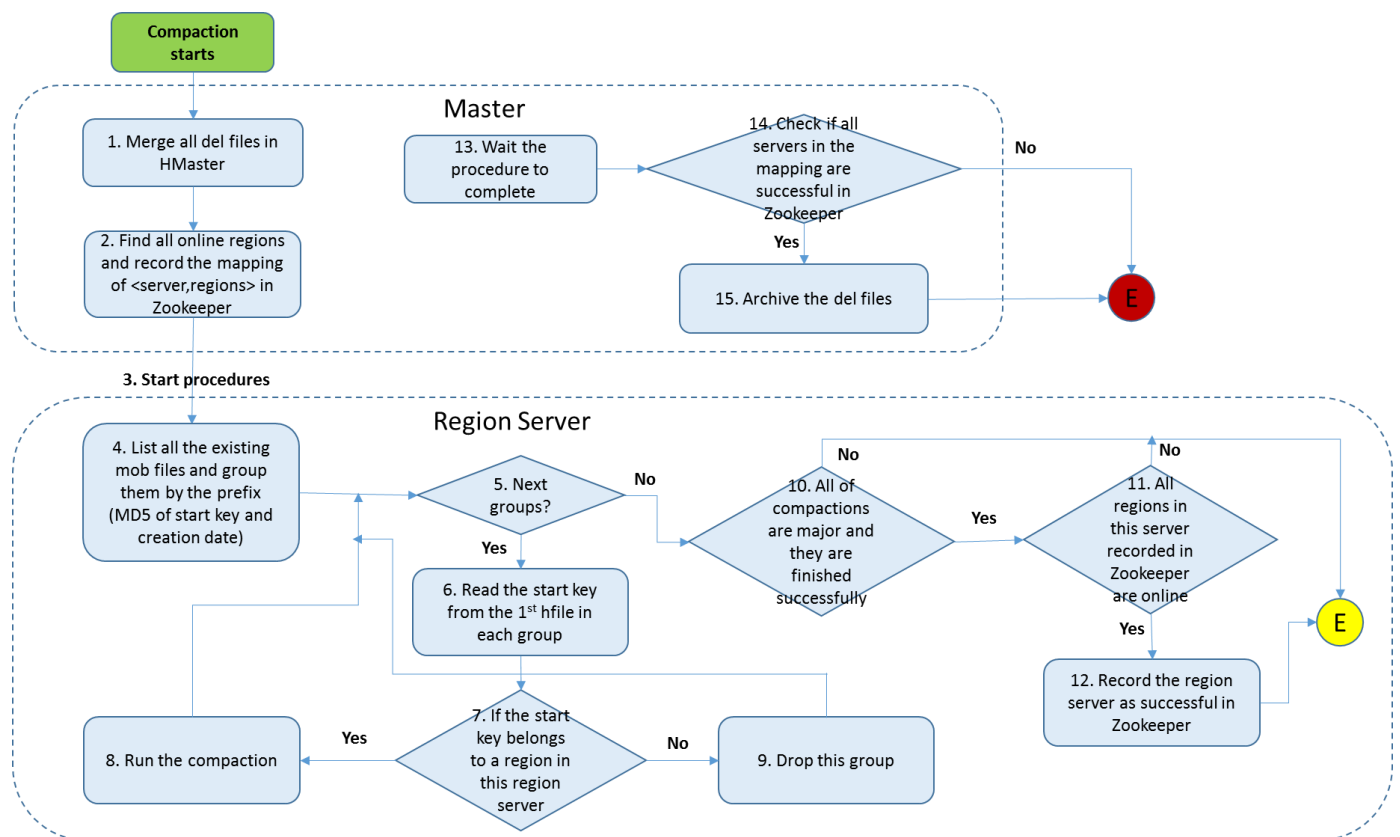 Compaction
starts
Master
1. Merge all del files in
HMaster
2. Find all online regions
and record the mapping
of <server,regions> in
Zookeeper
13. Wait the
procedure to
complete
14. Check if all
servers in the
mapping are
successful in
Zookeeper
No
Yes
15. Archive the del files
E
3. Start procedures
Region Server
4. List all the existing
mob files and group
them by the prefix
(MD5 of start key and
creation date)
5. Next
groups?
No
Yes
6. Read the start key
from the 1st hfile in
each group
7. If the start
key belongs
to a region in
this region
server
Yes
No
8. Run the compaction
9. Drop this group
No
10. All of
compactions
are major and
they are
finished
successfully
Yes
No
11. All
regions in
this server
recorded in
Zookeeper
are online
Yes
12. Record the region
server as successful in
Zookeeper
E